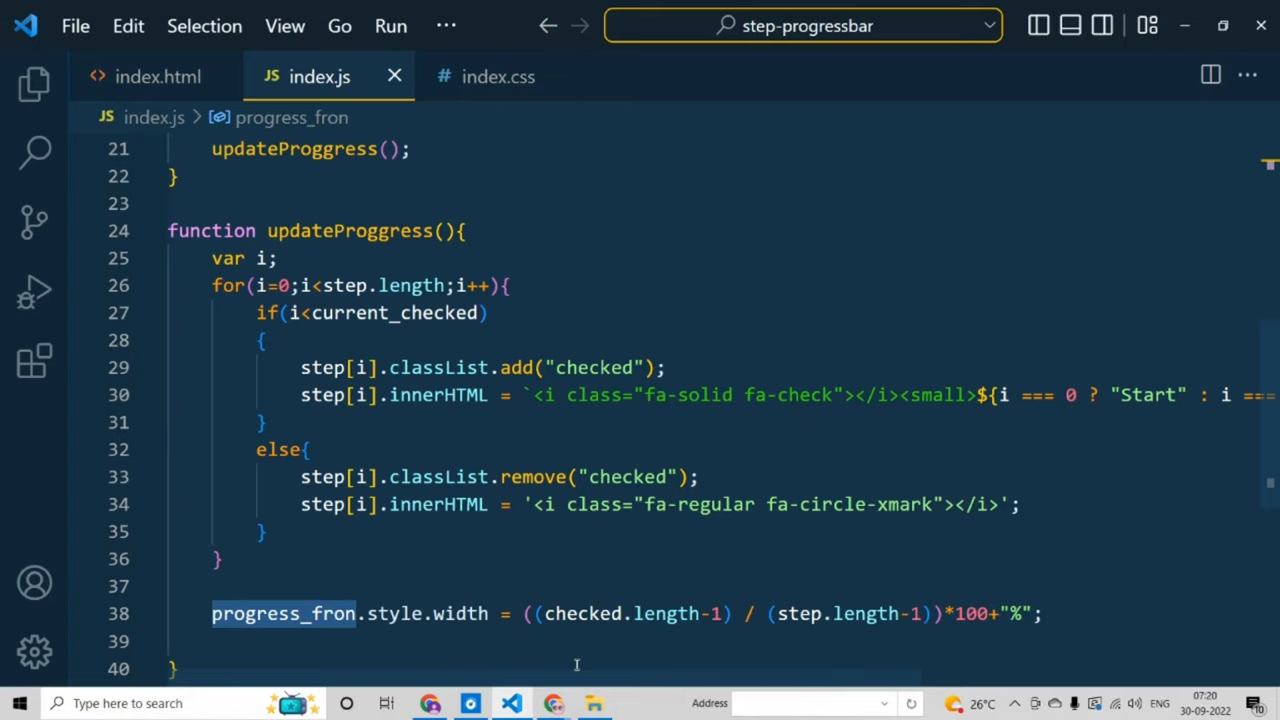 File Edit Selection View Go Run ··· step-progressbar
index.html JS index.js # index.css
JS index.js > progress_fron
21 updateProggress();
22 }
23
24 function updateProggress(){
25 var i;
26 for(i=0;i<step.length;i++){
27 if(i<current_checked)
28 {
29 step[i].classList.add("checked");
30 step[i].innerHTML = `<i class="fa-solid fa-check"></i><small>${i === 0 ? "Start" : i ===
31 }
32 else{
33 step[i].classList.remove("checked");
34 step[i].innerHTML = '<i class="fa-regular fa-circle-xmark"></i>';
35 }
36 }
37
38 progress_fron.style.width = ((checked.length-1) / (step.length-1))*100+"%";
39
40 }
Type here to search Address 26°C ENG 07:20
30-09-2022 10